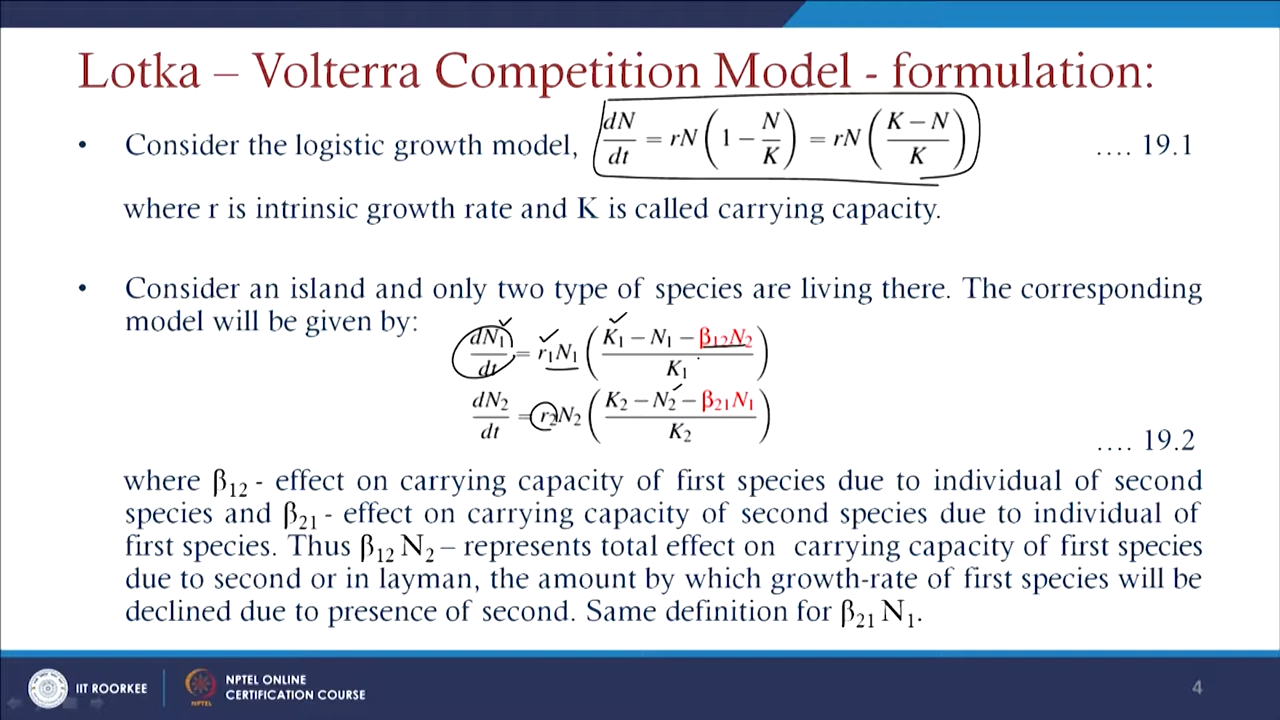 Lotka – Volterra Competition Model - formulation:
• Consider the logistic growth model, dN/dt = rN(1 − N/K) = rN((K − N)/K) .... 19.1
where r is intrinsic growth rate and K is called carrying capacity.
• Consider an island and only two type of species are living there. The corresponding
model will be given by:
dN₁/dt = r₁N₁((K₁ − N₁ − β₁₂N₂)/K₁)
dN₂/dt = r₂N₂((K₂ − N₂ − β₂₁N₁)/K₂)
.... 19.2
where β₁₂ - effect on carrying capacity of first species due to individual of second
species and β₂₁ - effect on carrying capacity of second species due to individual of
first species. Thus β₁₂ N₂ – represents total effect on carrying capacity of first species
due to second or in layman, the amount by which growth-rate of first species will be
declined due to presence of second. Same definition for β₂₁ N₁.
IIT ROORKEE
NPTEL ONLINE
CERTIFICATION COURSE
NPTEL
4